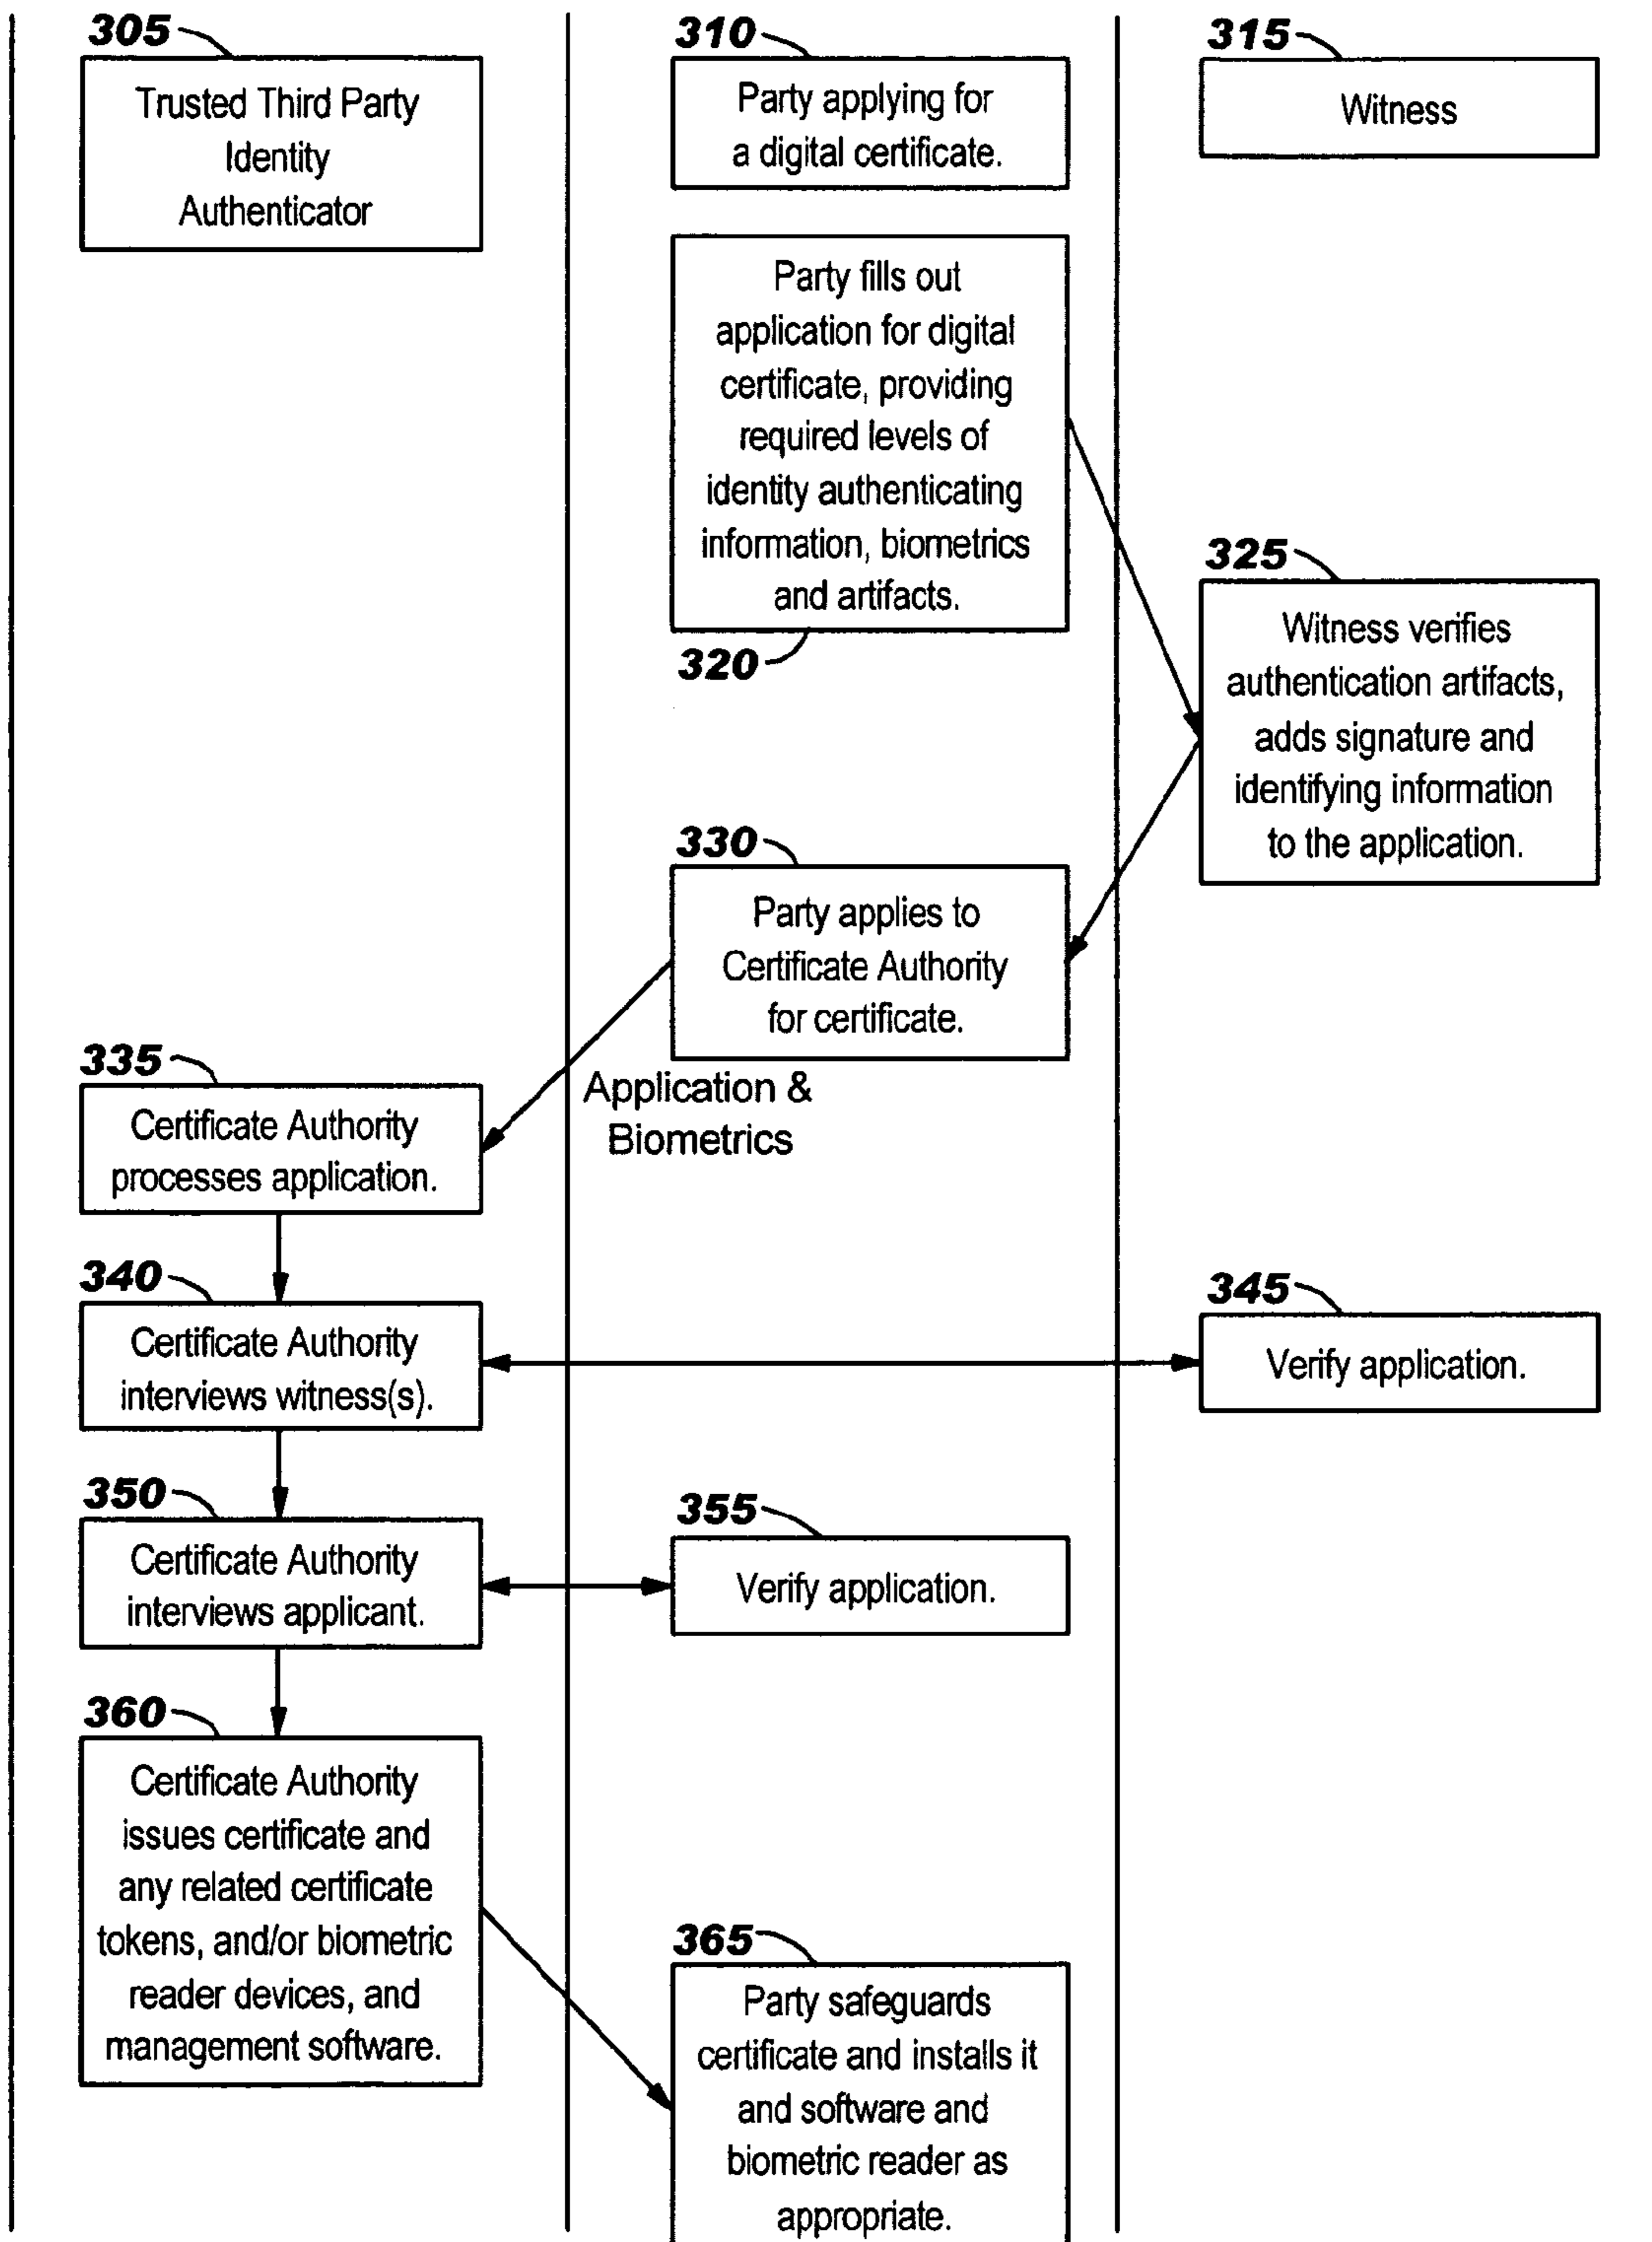 305
Trusted Third Party
Identity
Authenticator
310
Party applying for
a digital certificate.
315
Witness
Party fills out
application for digital
certificate, providing
required levels of
identity authenticating
information, biometrics
and artifacts.
320
325
Witness verifies
authentication artifacts,
adds signature and
identifying information
to the application.
330
Party applies to
Certificate Authority
for certificate.
Application &
Biometrics
335
Certificate Authority
processes application.
340
Certificate Authority
interviews witness(s).
345
Verify application.
350
Certificate Authority
interviews applicant.
355
Verify application.
360
Certificate Authority
issues certificate and
any related certificate
tokens, and/or biometric
reader devices, and
management software.
365
Party safeguards
certificate and installs it
and software and
biometric reader as
appropriate.